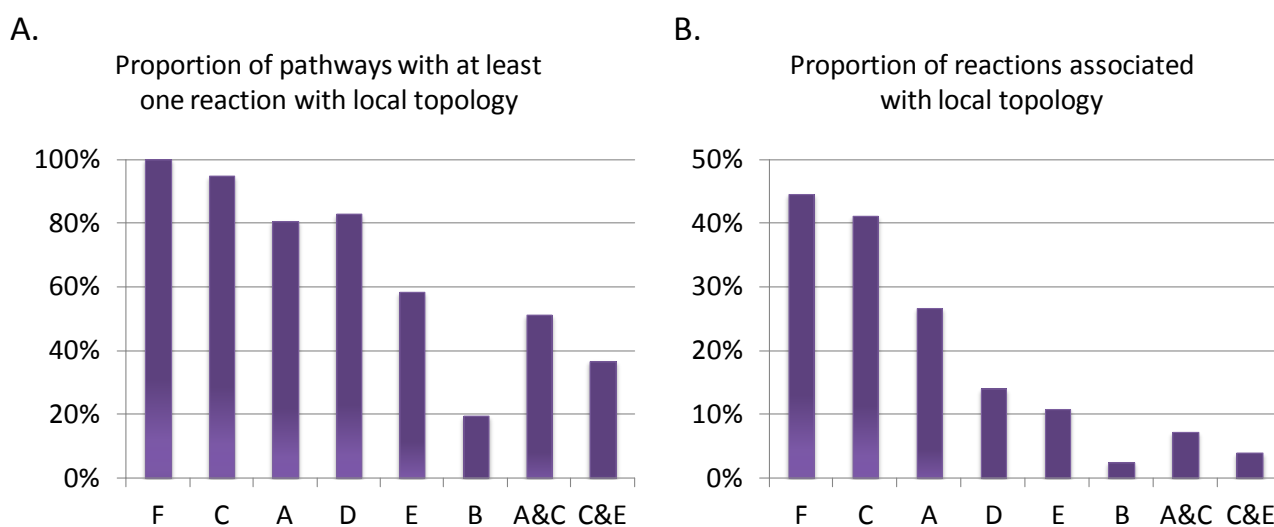 A.
Proportion of pathways with at least
one reaction with local topology
100%
80%
60%
40%
20%
0%
F C A D E B A&C C&E
B.
Proportion of reactions associated
with local topology
50%
40%
30%
20%
10%
0%
F C A D E B A&C C&E